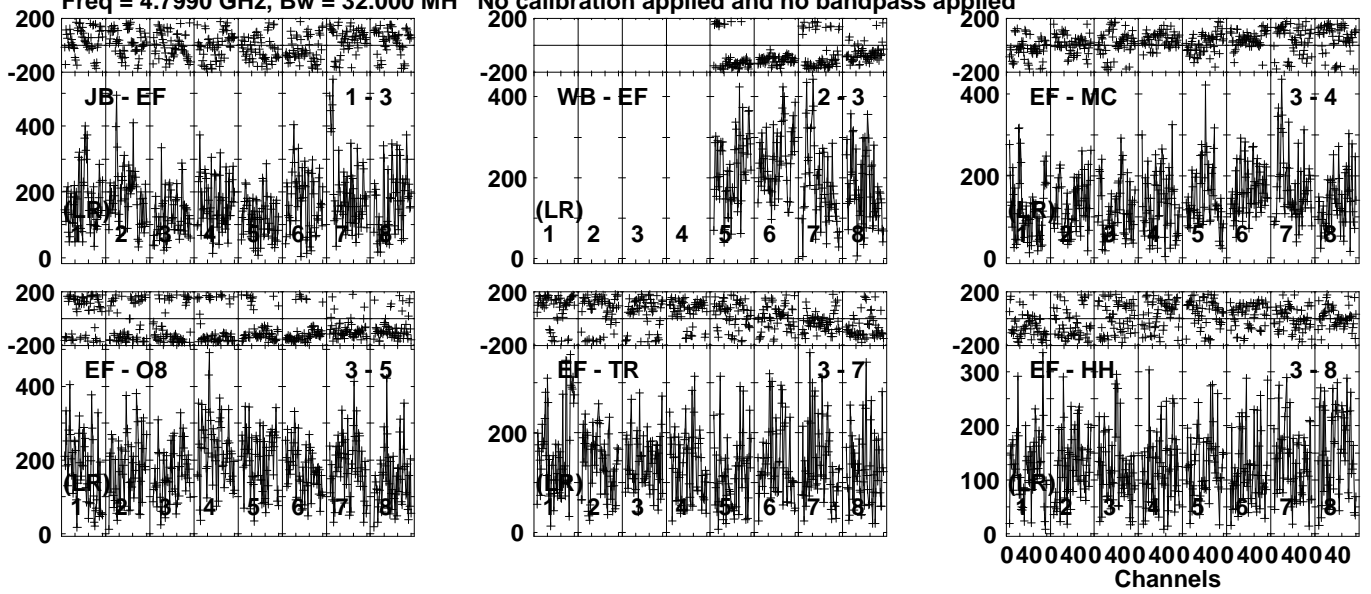 Freq = 4.7990 GHz, Bw = 32.000 MH No calibration applied and no bandpass applied
200
-200
JB - EF 1 - 3
400
200
0
(LR)
1 2 3 4 5 6 7 8
200
-200
WB - EF 2 - 3
400
200
0
(LR)
1 2 3 4 5 6 7 8
200
-200
EF - MC 3 - 4
400
200
0
(LR)
1 2 3 4 5 6 7 8
200
-200
EF - O8 3 - 5
400
200
0
(LR)
1 2 3 4 5 6 7 8
200
-200
EF - TR 3 - 7
200
0
(LR)
1 2 3 4 5 6 7 8
200
-200
EF - HH 3 - 8
300
200
100
0
(LR)
1 2 3 4 5 6 7 8
0 40 0 40 0 40 0 40 0 40 0 40 0 40 0 40
Channels